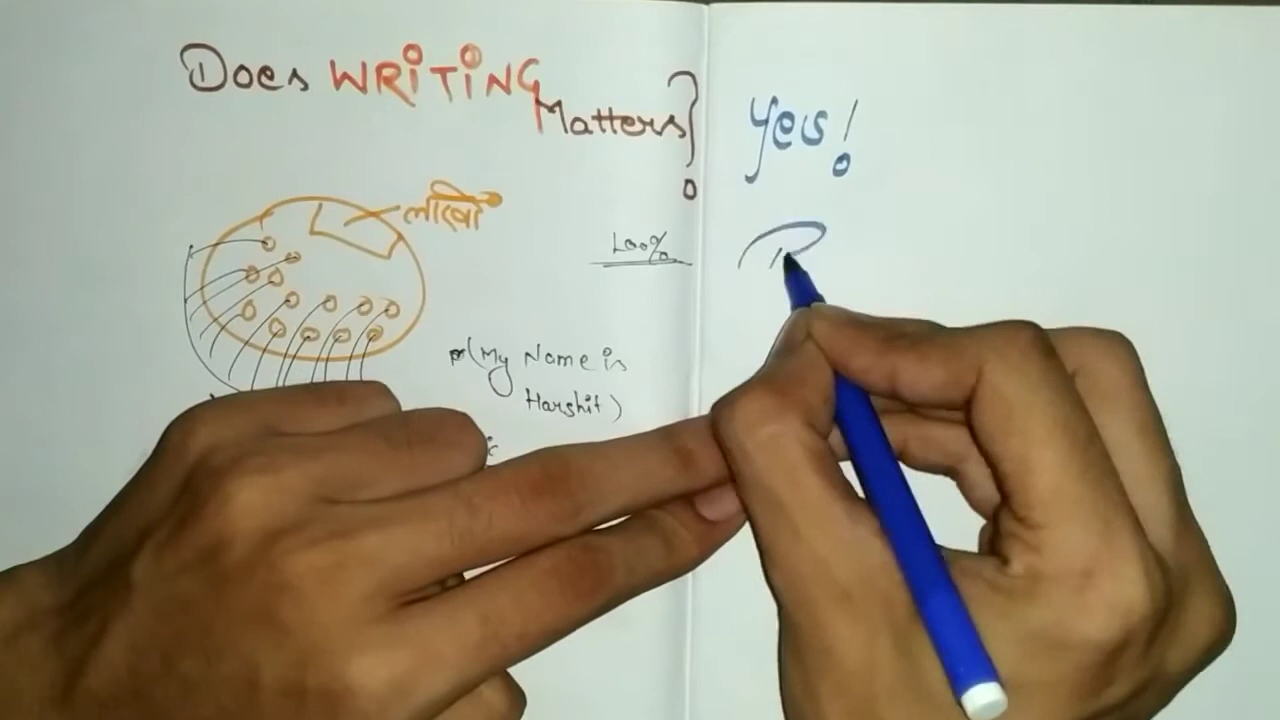 Does WRiTiNG
Matters?
Yes!
लाखो
100%
(My Name is
Harshit)